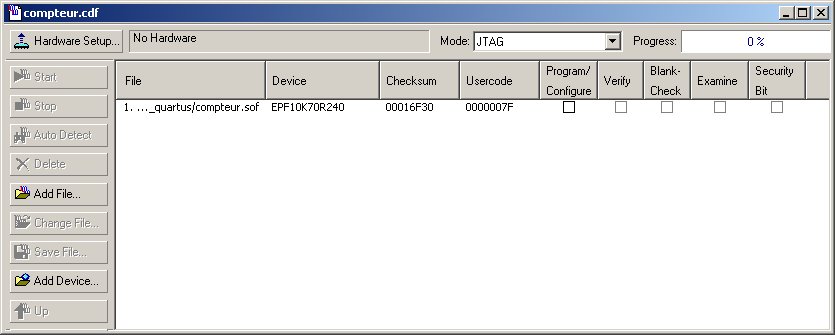 compteur.cdf
Hardware Setup... No Hardware Mode: JTAG Progress: 0 %
Start
Stop
Auto Detect
Delete
Add File...
Change File...
Save File...
Add Device...
Up
File Device Checksum Usercode Program/ Configure Verify Blank- Check Examine Security Bit
1. ..._quartus/compteur.sof EPF10K70R240 00016F30 0000007F